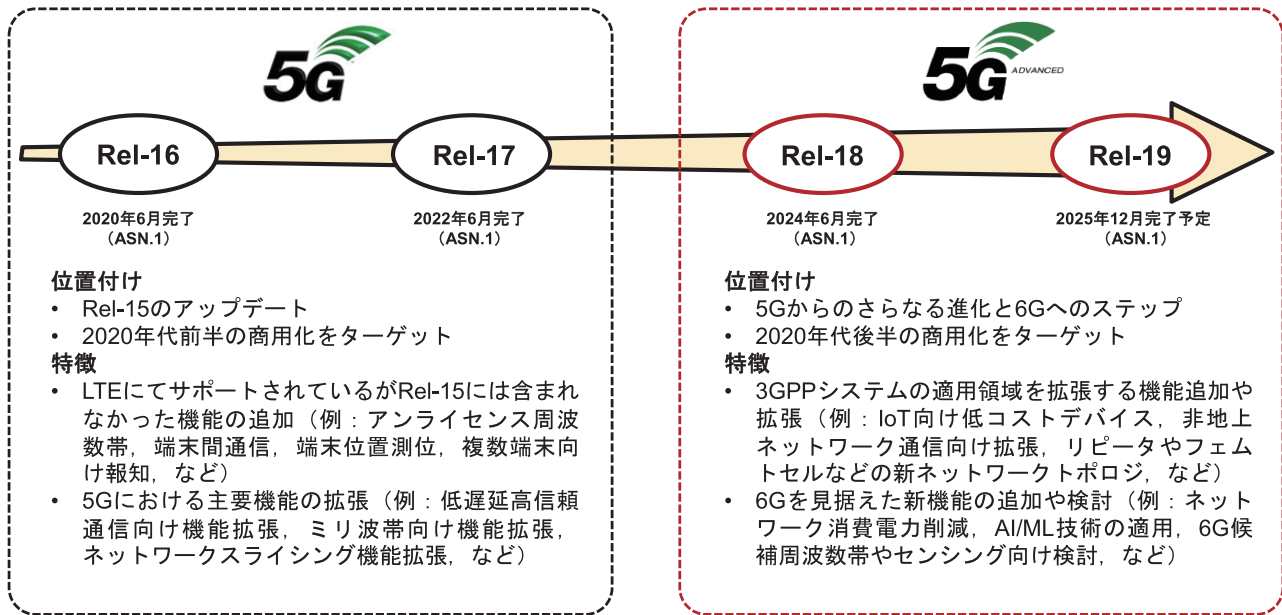 5G
5G ADVANCED
Rel-16
Rel-17
Rel-18
Rel-19
2020年6月完了
（ASN.1）
2022年6月完了
（ASN.1）
2024年6月完了
（ASN.1）
2025年12月完了予定
（ASN.1）
位置付け
• Rel-15のアップデート
• 2020年代前半の商用化をターゲット
特徴
• LTEにてサポートされているがRel-15には含まれ
なかった機能の追加（例：アンライセンス周波
数帯，端末間通信，端末位置測位，複数端末向
け報知，など）
• 5Gにおける主要機能の拡張（例：低遅延高信頼
通信向け機能拡張，ミリ波帯向け機能拡張，
ネットワークスライシング機能拡張，など）
位置付け
• 5Gからのさらなる進化と6Gへのステップ
• 2020年代後半の商用化をターゲット
特徴
• 3GPPシステムの適用領域を拡張する機能追加や
拡張（例：IoT向け低コストデバイス，非地上
ネットワーク通信向け拡張，リピータやフェム
トセルなどの新ネットワークトポロジ，など）
• 6Gを見据えた新機能の追加や検討（例：ネット
ワーク消費電力削減，AI/ML技術の適用，6G候
補周波数帯やセンシング向け検討，など）